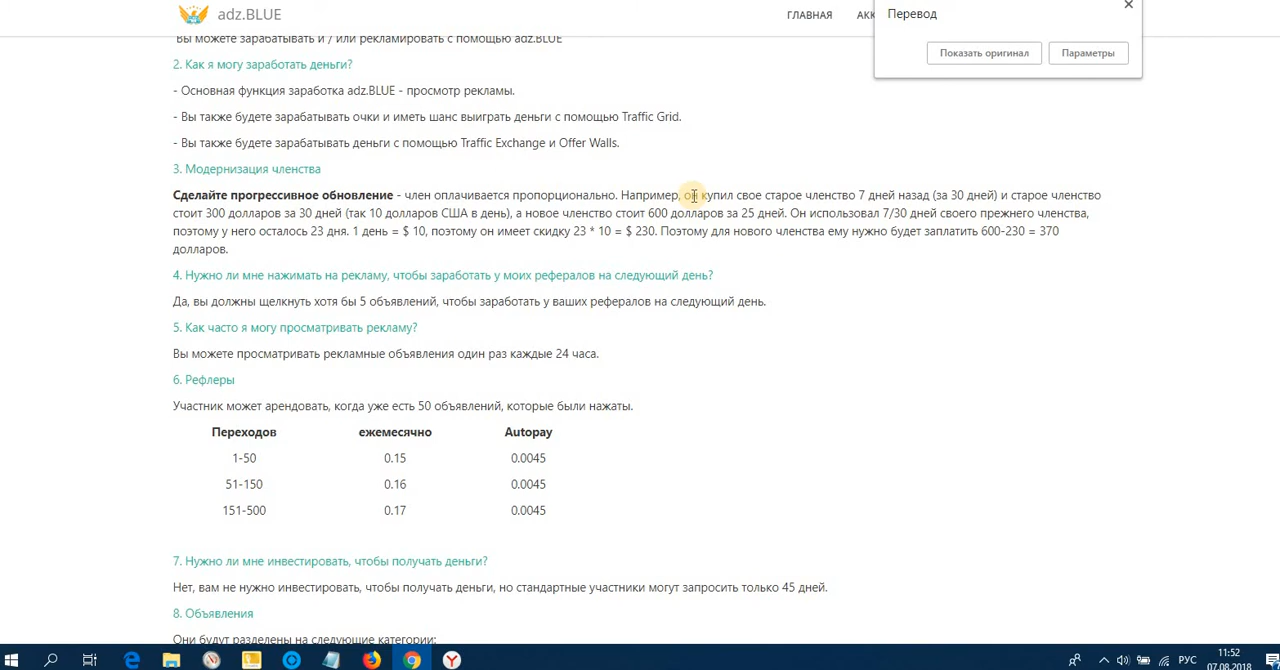 adz.BLUE
ГЛАВНАЯ
АКК
Перевод
Показать оригинал
Параметры
Вы можете зарабатывать и / или рекламировать с помощью adz.BLUE
2. Как я могу заработать деньги?
- Основная функция заработка adz.BLUE - просмотр рекламы.
- Вы также будете зарабатывать очки и иметь шанс выиграть деньги с помощью Traffic Grid.
- Вы также будете зарабатывать деньги с помощью Traffic Exchange и Offer Walls.
3. Модернизация членства
Сделайте прогрессивное обновление - член оплачивается пропорционально. Например, он купил свое старое членство 7 дней назад (за 30 дней) и старое членство
стоит 300 долларов за 30 дней (так 10 долларов США в день), а новое членство стоит 600 долларов за 25 дней. Он использовал 7/30 дней своего прежнего членства,
поэтому у него осталось 23 дня. 1 день = $ 10, поэтому он имеет скидку 23 * 10 = $ 230. Поэтому для нового членства ему нужно будет заплатить 600-230 = 370
долларов.
4. Нужно ли мне нажимать на рекламу, чтобы заработать у моих рефералов на следующий день?
Да, вы должны щелкнуть хотя бы 5 объявлений, чтобы заработать у ваших рефералов на следующий день.
5. Как часто я могу просматривать рекламу?
Вы можете просматривать рекламные объявления один раз каждые 24 часа.
6. Рефлеры
Участник может арендовать, когда уже есть 50 объявлений, которые были нажаты.
Переходов ежемесячно Autopay
1-50 0.15 0.0045
51-150 0.16 0.0045
151-500 0.17 0.0045
7. Нужно ли мне инвестировать, чтобы получать деньги?
Нет, вам не нужно инвестировать, чтобы получать деньги, но стандартные участники могут запросить только 45 дней.
8. Объявления
Они будут разделены на следующие категории:
РУС
11:52
07.08.2018